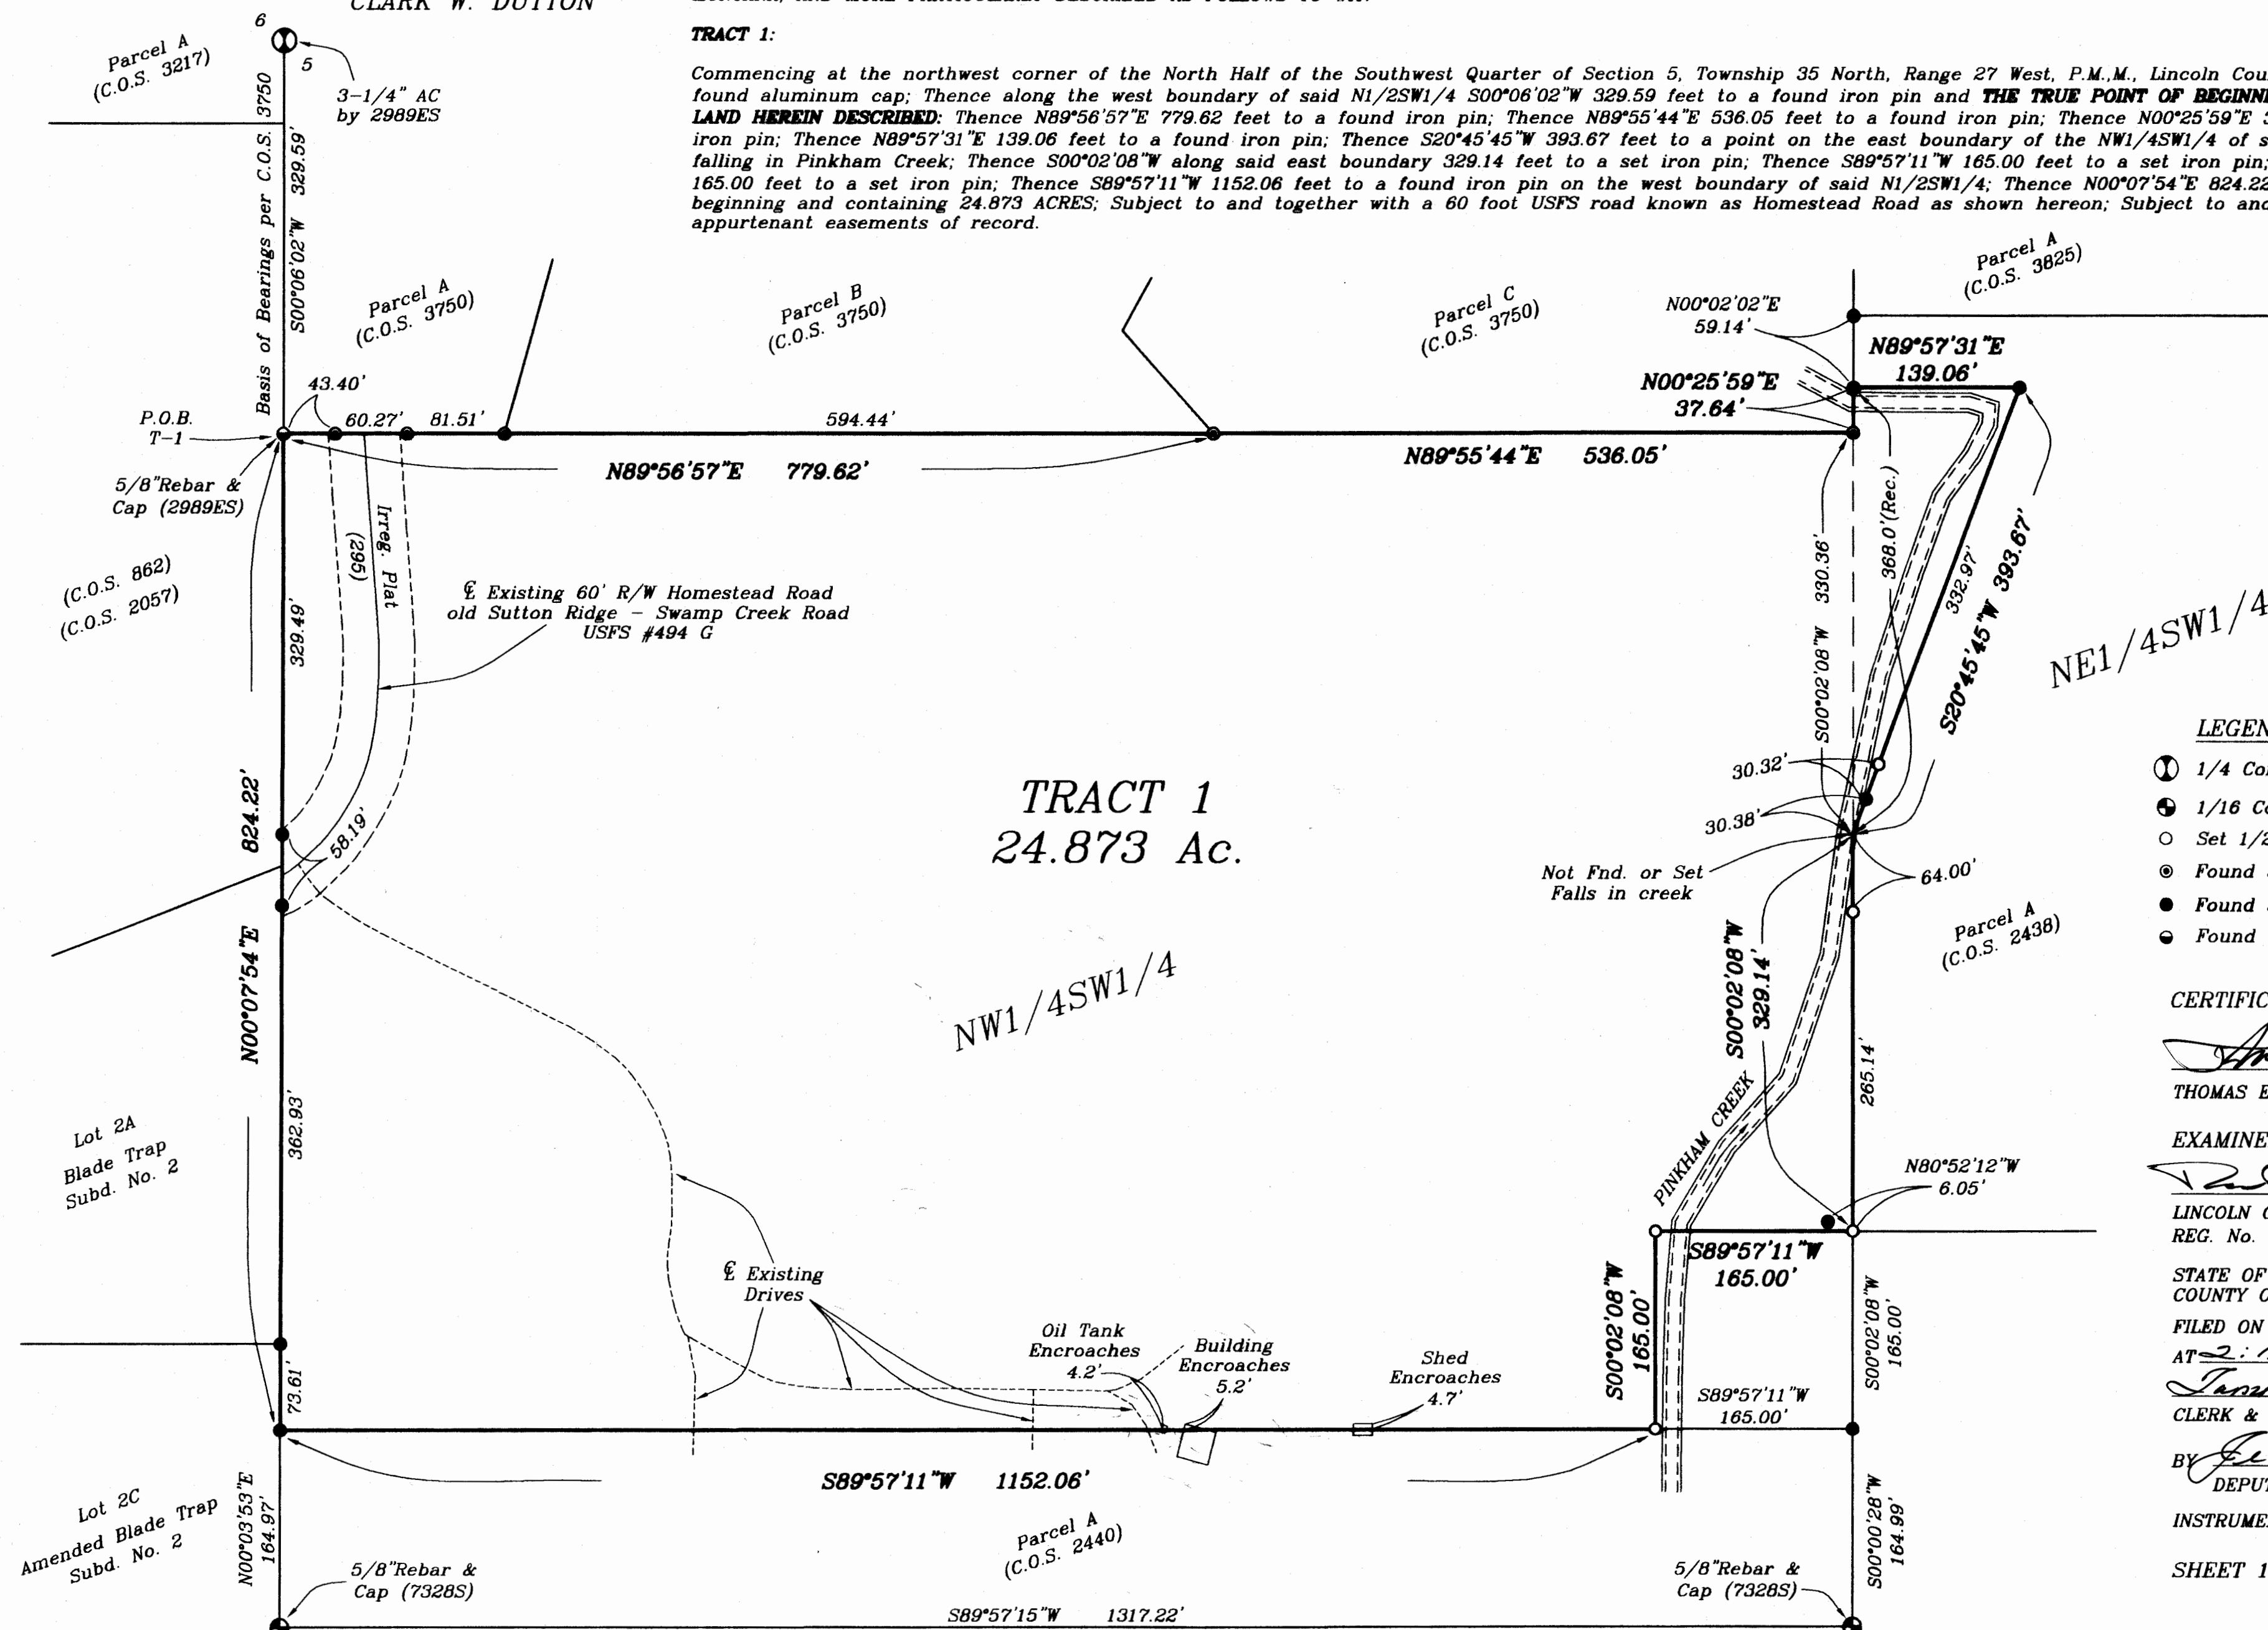 CLARK W. DUTTON
TRACT 1:
Commencing at the northwest corner of the North Half of the Southwest Quarter of Section 5, Township 35 North, Range 27 West, P.M.,M., Lincoln
found aluminum cap; Thence along the west boundary of said N1/2SW1/4 S00°06'02"W 329.59 feet to a found iron pin and THE TRUE POINT OF
LAND HEREIN DESCRIBED: Thence N89°56'57"E 779.62 feet to a found iron pin; Thence N89°55'44"E 536.05 feet to a found iron pin; Thence N00°25'59"E
iron pin; Thence N89°57'31"E 139.06 feet to a found iron pin; Thence S20°45'45"W 393.67 feet to a point on the east boundary of the NW1/4SW1/4 of
falling in Pinkham Creek; Thence S00°02'08"W along said east boundary 329.14 feet to a set iron pin; Thence S89°57'11"W 165.00 feet to a set iron pin;
165.00 feet to a set iron pin; Thence S89°57'11"W 1152.06 feet to a found iron pin on the west boundary of said N1/2SW1/4; Thence N00°07'54"E 824.22
beginning and containing 24.873 ACRES; Subject to and together with a 60 foot USFS road known as Homestead Road as shown hereon; Subject to and
appurtenant easements of record.
6
5
Parcel A
(C.O.S. 3217)
3-1/4" AC
by 2989ES
Basis of Bearings per C.O.S. 3750
S00°06'02"W 329.59'
Parcel A
(C.O.S. 3750)
Parcel B
(C.O.S. 3750)
Parcel C
(C.O.S. 3750)
Parcel A
(C.O.S. 3825)
N00°02'02"E
59.14'
N89°57'31"E
139.06'
N00°25'59"E
37.64'
43.40'
60.27'
81.51'
594.44'
P.O.B.
T-1
N89°56'57"E 779.62'
N89°55'44"E 536.05'
5/8"Rebar &
Cap (2989ES)
(C.O.S. 862)
(C.O.S. 2057)
Irreg. Plat
(295)
℄ Existing 60' R/W Homestead Road
old Sutton Ridge - Swamp Creek Road
USFS #494 G
329.49'
S00°02'08"W 330.36'
368.0'(Rec.)
332.97'
S20°45'45"W 393.67'
NE1/4SW1/4
824.22'
N00°07'54"E
58.19'
TRACT 1
24.873 Ac.
NW1/4SW1/4
30.32'
30.38'
Not Fnd. or Set
Falls in creek
64.00'
Parcel A
(C.O.S. 2438)
S00°02'08"W
329.14'
265.14'
PINKHAM CREEK
N80°52'12"W
6.05'
362.93'
Lot 2A
Blade Trap
Subd. No. 2
℄ Existing
Drives
S89°57'11"W
165.00'
S00°02'08"W
165.00'
S00°02'08"W
165.00'
Oil Tank
Encroaches
4.2'
Building
Encroaches
5.2'
Shed
Encroaches
4.7'
S89°57'11"W
165.00'
73.61'
S89°57'11"W 1152.06'
Lot 2C
Amended Blade Trap
Subd. No. 2
N00°03'53"E
164.97'
Parcel A
(C.O.S. 2440)
S00°00'28"W
164.99'
5/8"Rebar &
Cap (7328S)
5/8"Rebar &
Cap (7328S)
S89°57'15"W 1317.22'
LEGEN
1/4
1/16
Set
Found
Found
Found
CERTIFIC
THOMAS E
EXAMINE
LINCOLN
REG. No.
STATE OF
COUNTY
FILED ON
AT 2:
CLERK &
BY
DEPUT
INSTRUME
SHEET 1